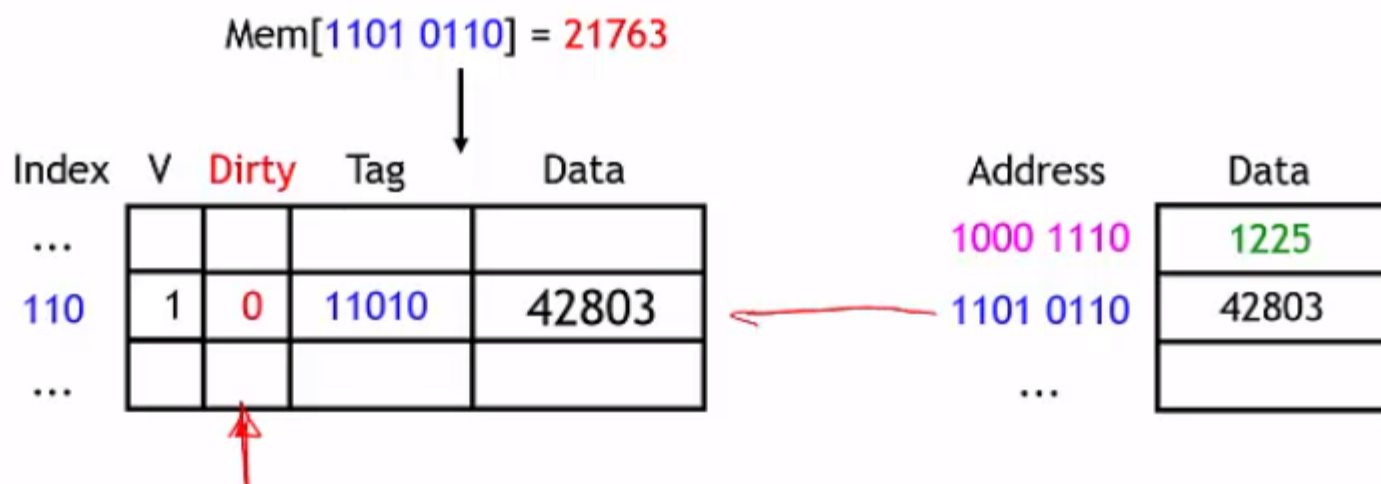 Mem[1101 0110] = 21763
Index V Dirty Tag Data Address Data
... 1000 1110 1225
110 1 0 11010 42803 1101 0110 42803
... ...